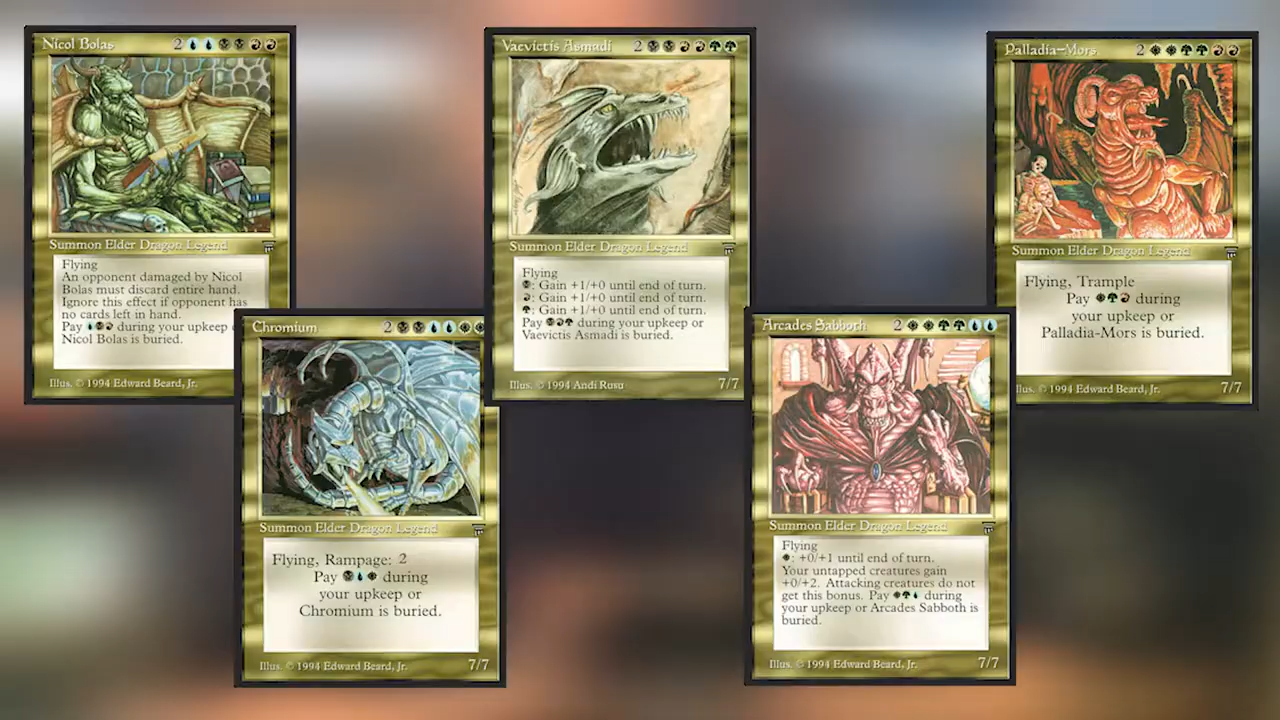 Nicol Bolas 2
Summon Elder Dragon Legend
Flying
An opponent damaged by Nicol
Bolas must discard entire hand.
Ignore this effect if opponent has
no cards left in hand.
Pay during your upkeep
Nicol Bolas is buried.
Illus. © 1994 Edward Beard, Jr.
Chromium 2
Summon Elder Dragon Legend
Flying, Rampage: 2
Pay during
your upkeep or
Chromium is buried.
Illus. © 1994 Edward Beard, Jr. 7/7
Vaevictis Asmadi 2
Summon Elder Dragon Legend
Flying
: Gain +1/+0 until end of turn.
: Gain +1/+0 until end of turn.
: Gain +1/+0 until end of turn.
Pay during your upkeep or
Vaevictis Asmadi is buried.
Illus. © 1994 Andi Rusu 7/7
Arcades Sabboth 2
Summon Elder Dragon Legend
Flying
: +0/+1 until end of turn.
Your untapped creatures gain
+0/+2. Attacking creatures do not
get this bonus. Pay during
your upkeep or Arcades Sabboth is
buried.
Illus. © 1994 Edward Beard, Jr. 7/7
Palladia-Mors 2
Summon Elder Dragon Legend
Flying, Trample
Pay during
your upkeep or
Palladia-Mors is buried.
Illus. © 1994 Edward Beard, Jr. 7/7